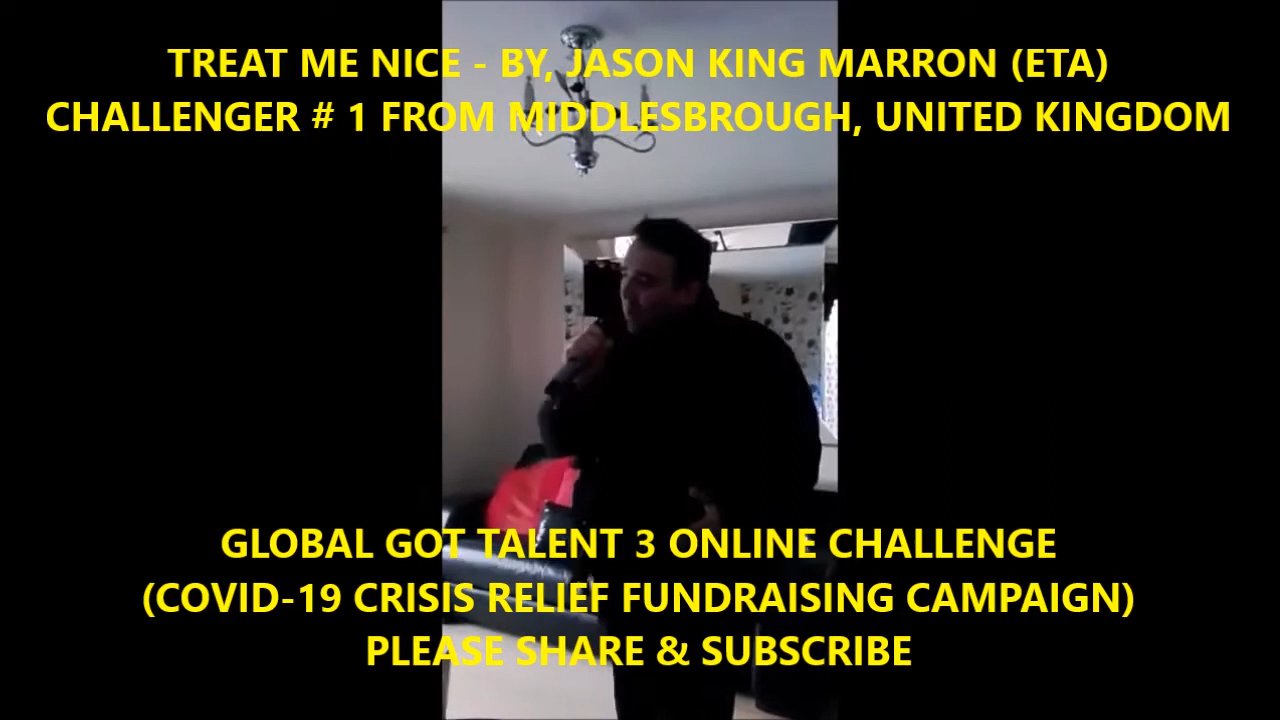 TREAT ME NICE - BY, JASON KING MARRON (ETA)
CHALLENGER # 1 FROM MIDDLESBROUGH, UNITED KINGDOM
GLOBAL GOT TALENT 3 ONLINE CHALLENGE
(COVID-19 CRISIS RELIEF FUNDRAISING CAMPAIGN)
PLEASE SHARE & SUBSCRIBE